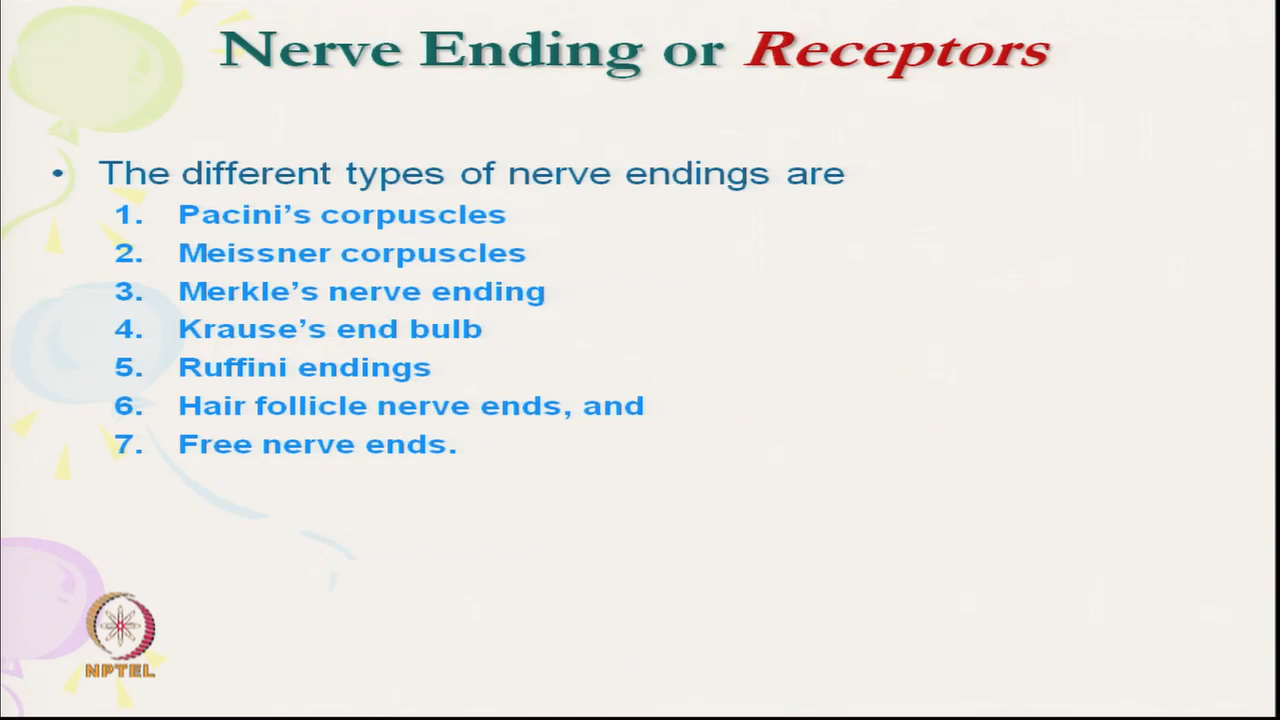 Nerve Ending or Receptors
• The different types of nerve endings are
1. Pacini’s corpuscles
2. Meissner corpuscles
3. Merkle’s nerve ending
4. Krause’s end bulb
5. Ruffini endings
6. Hair follicle nerve ends, and
7. Free nerve ends.
NPTEL